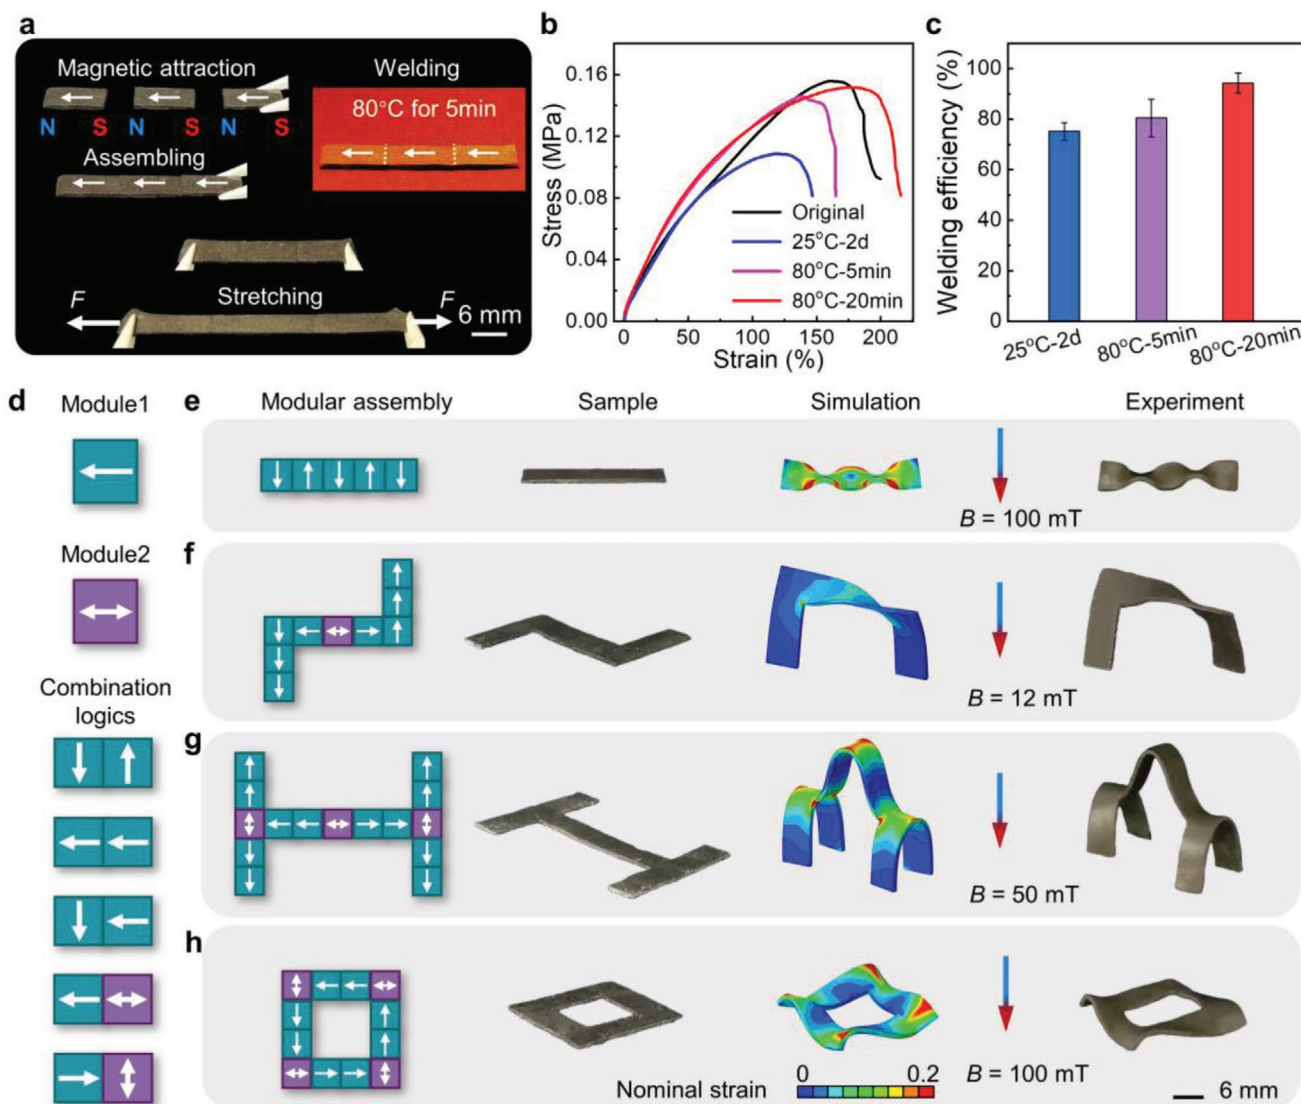 a
Magnetic attraction
N S N S N S
Assembling
Welding
80°C for 5min
Stretching
F F
6 mm
b
Stress (MPa)
0.16
0.12
0.08
0.04
0.00
0 50 100 150 200
Strain (%)
Original
25°C-2d
80°C-5min
80°C-20min
c
Welding efficiency (%)
100
80
60
40
20
0
25°C-2d
80°C-5min
80°C-20min
d
Module1
Module2
Combination
logics
e
Modular assembly Sample Simulation Experiment
B = 100 mT
f
B = 12 mT
g
B = 50 mT
h
B = 100 mT
Nominal strain
0 0.2
6 mm